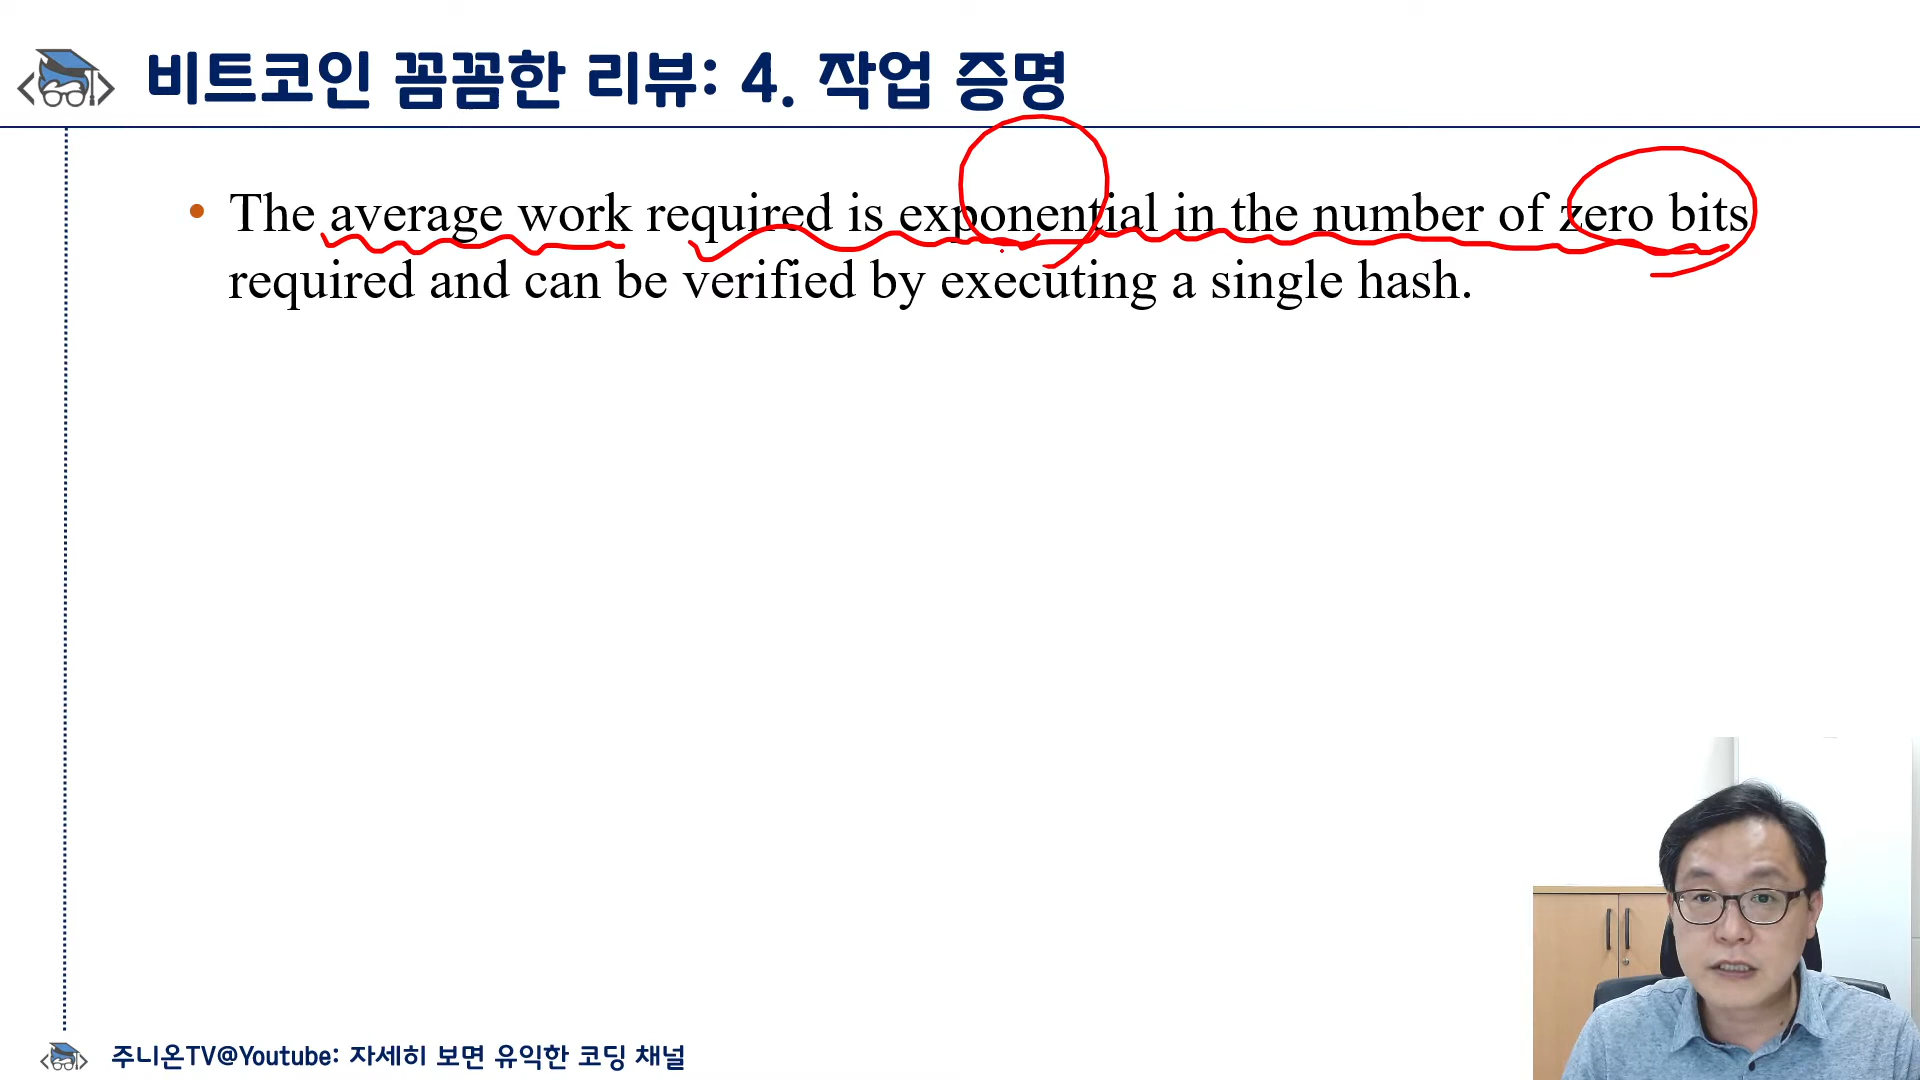 비트코인 꼼꼼한 리뷰: 4. 작업 증명
• The average work required is exponential in the number of zero bits
required and can be verified by executing a single hash.
주니온TV@Youtube: 자세히 보면 유익한 코딩 채널